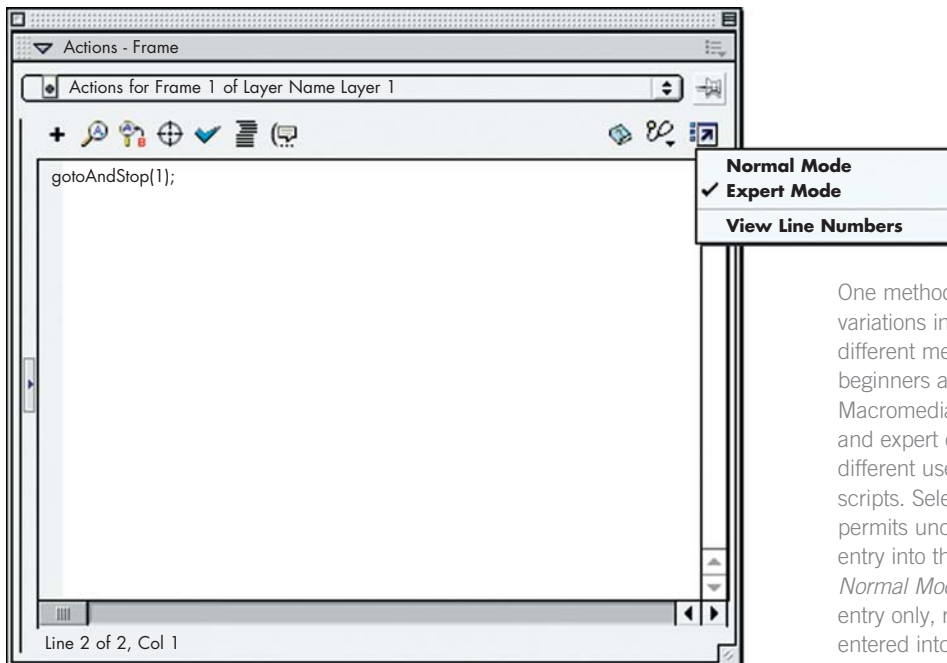 Actions - Frame
Actions for Frame 1 of Layer Name Layer 1
gotoAndStop(1);
Normal Mode
Expert Mode
View Line Numbers
Line 2 of 2, Col 1
One method
variations in
different me
beginners a
Macromedia
and expert
different use
scripts. Sele
permits und
entry into th
Normal Mod
entry only, r
entered into